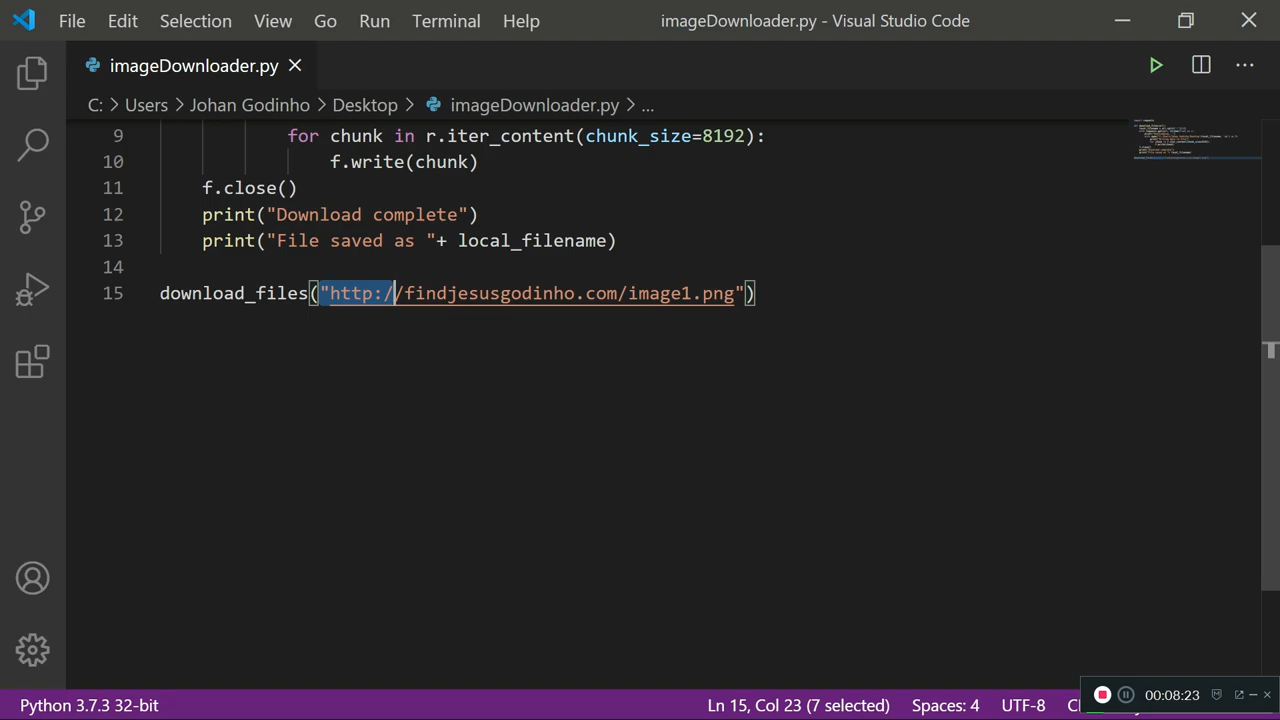 File Edit Selection View Go Run Terminal Help imageDownloader.py - Visual Studio Code
imageDownloader.py
C: > Users > Johan Godinho > Desktop > imageDownloader.py > ...
9 for chunk in r.iter_content(chunk_size=8192):
10 f.write(chunk)
11 f.close()
12 print("Download complete")
13 print("File saved as "+ local_filename)
14
15 download_files("http://findjesusgodinho.com/image1.png")
Python 3.7.3 32-bit Ln 15, Col 23 (7 selected) Spaces: 4 UTF-8 00:08:23